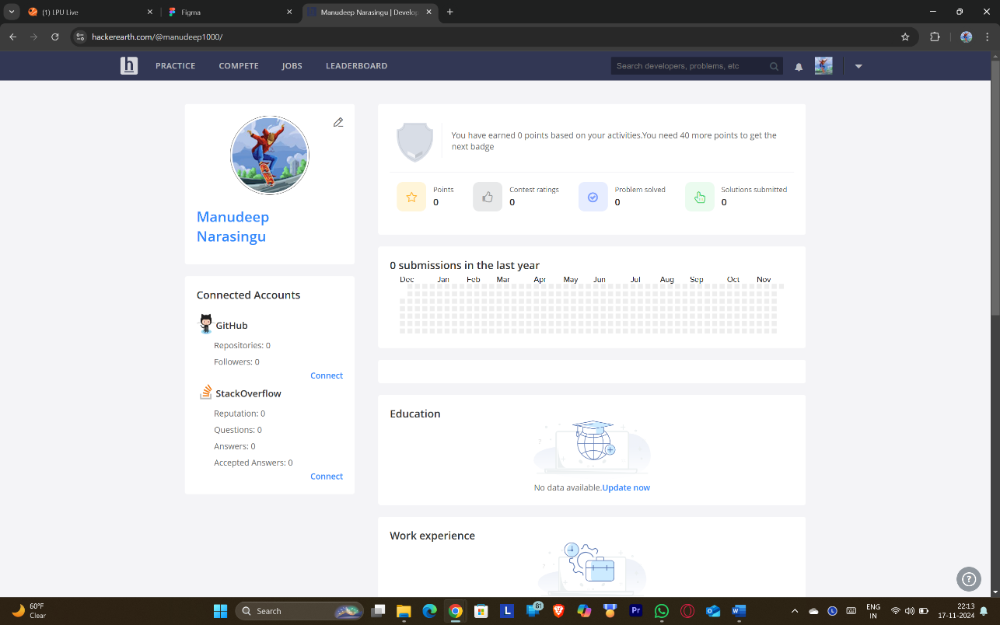 (1) LPU Live
Figma
Manudeep Narasingu | Develop
hackerearth.com/@manudeep1000/
h
PRACTICE
COMPETE
JOBS
LEADERBOARD
Search developers, problems, etc
Manudeep
Narasingu
Connected Accounts
GitHub
Repositories: 0
Followers: 0
Connect
StackOverflow
Reputation: 0
Questions: 0
Answers: 0
Accepted Answers: 0
Connect
You have earned 0 points based on your activities.You need 40 more points to get the
next badge
Points
0
Contest ratings
0
Problem solved
0
Solutions submitted
0
0 submissions in the last year
Dec Jan Feb Mar Apr May Jun Jul Aug Sep Oct Nov
Education
No data available.Update now
Work experience
?
60°F
Clear
Search
L
81
Pr
W
L
ENG
IN
22:13
17-11-2024